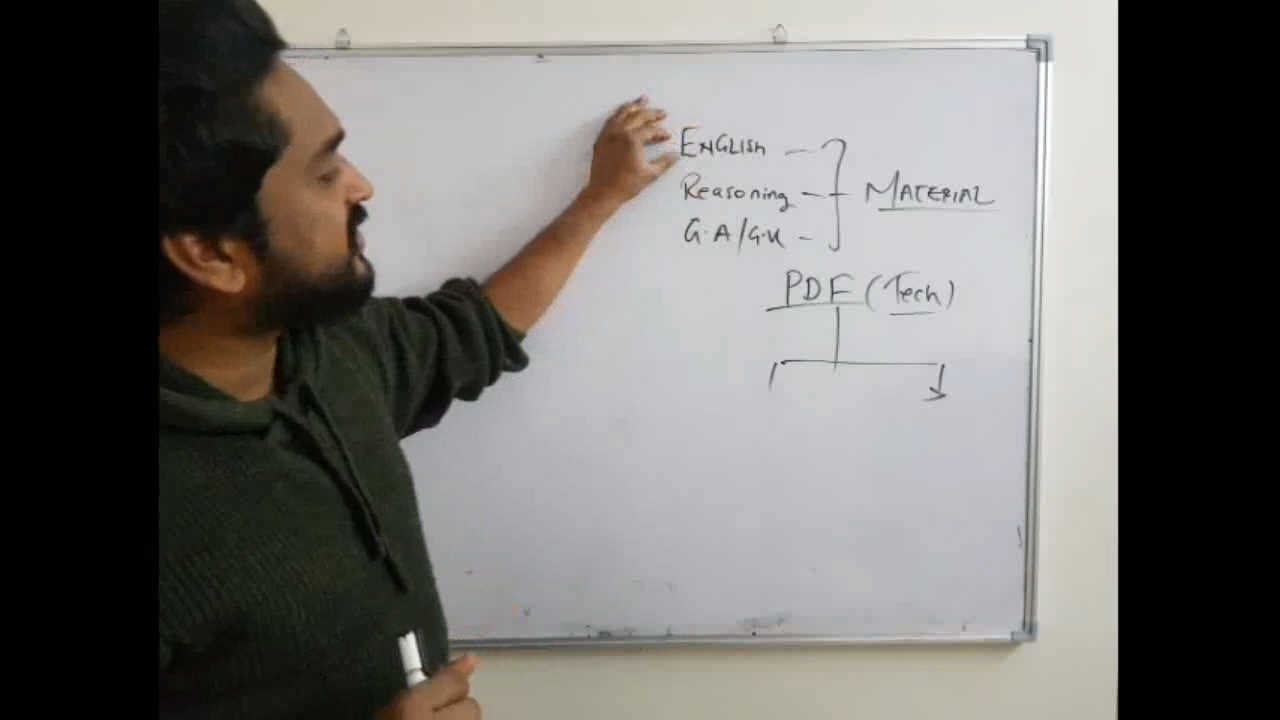 ENGLISH -
Reasoning -
G.A/G.K -
MATERIAL
PDF (Tech)